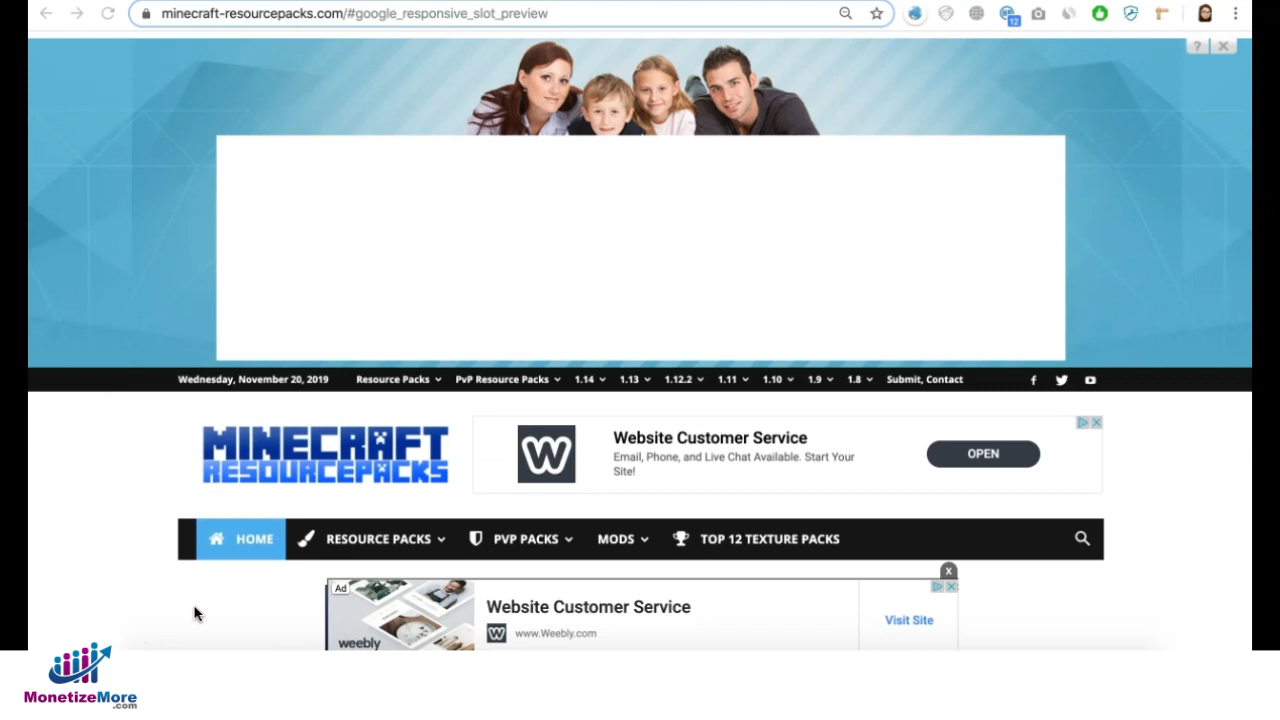 minecraft-resourcepacks.com/#google_responsive_slot_preview
12
? X
Wednesday, November 20, 2019 Resource Packs PvP Resource Packs 1.14 1.13 1.12.2 1.11 1.10 1.9 1.8 Submit, Contact
MINECRAFT
RESOURCEPACKS
W
Website Customer Service
Email, Phone, and Live Chat Available. Start Your
Site!
OPEN
HOME RESOURCE PACKS PVP PACKS MODS TOP 12 TEXTURE PACKS
X
Ad
weebly
Website Customer Service
www.Weebly.com
Visit Site
MonetizeMore
.com